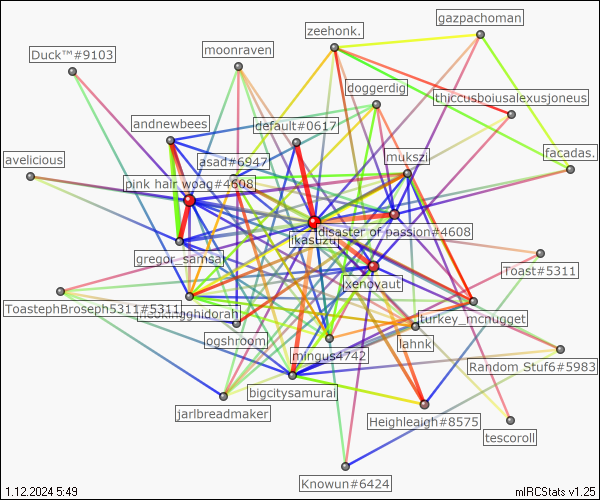 gazpachoman
zeehonk.
moonraven
Duck™#9103
doggerdig
thiccusboiusalexusjoneus
andnewbees
default#0617
avelicious
asad#6947
mukszi
facadas.
pink hair woag#4608
disaster of passion#4608
ikasuzu
gregor_samsa
Toast#5311
xenoyaut
ToastephBroseph5311#5311
turkey_mcnugget
ogshroom
lahnk
mingus4742
Random Stuf6#5983
bigcitysamurai
jarlbreadmaker
Heighleaigh#8575
tescoroll
Knowun#6424
1.12.2024 5:49
mIRCStats v1.25